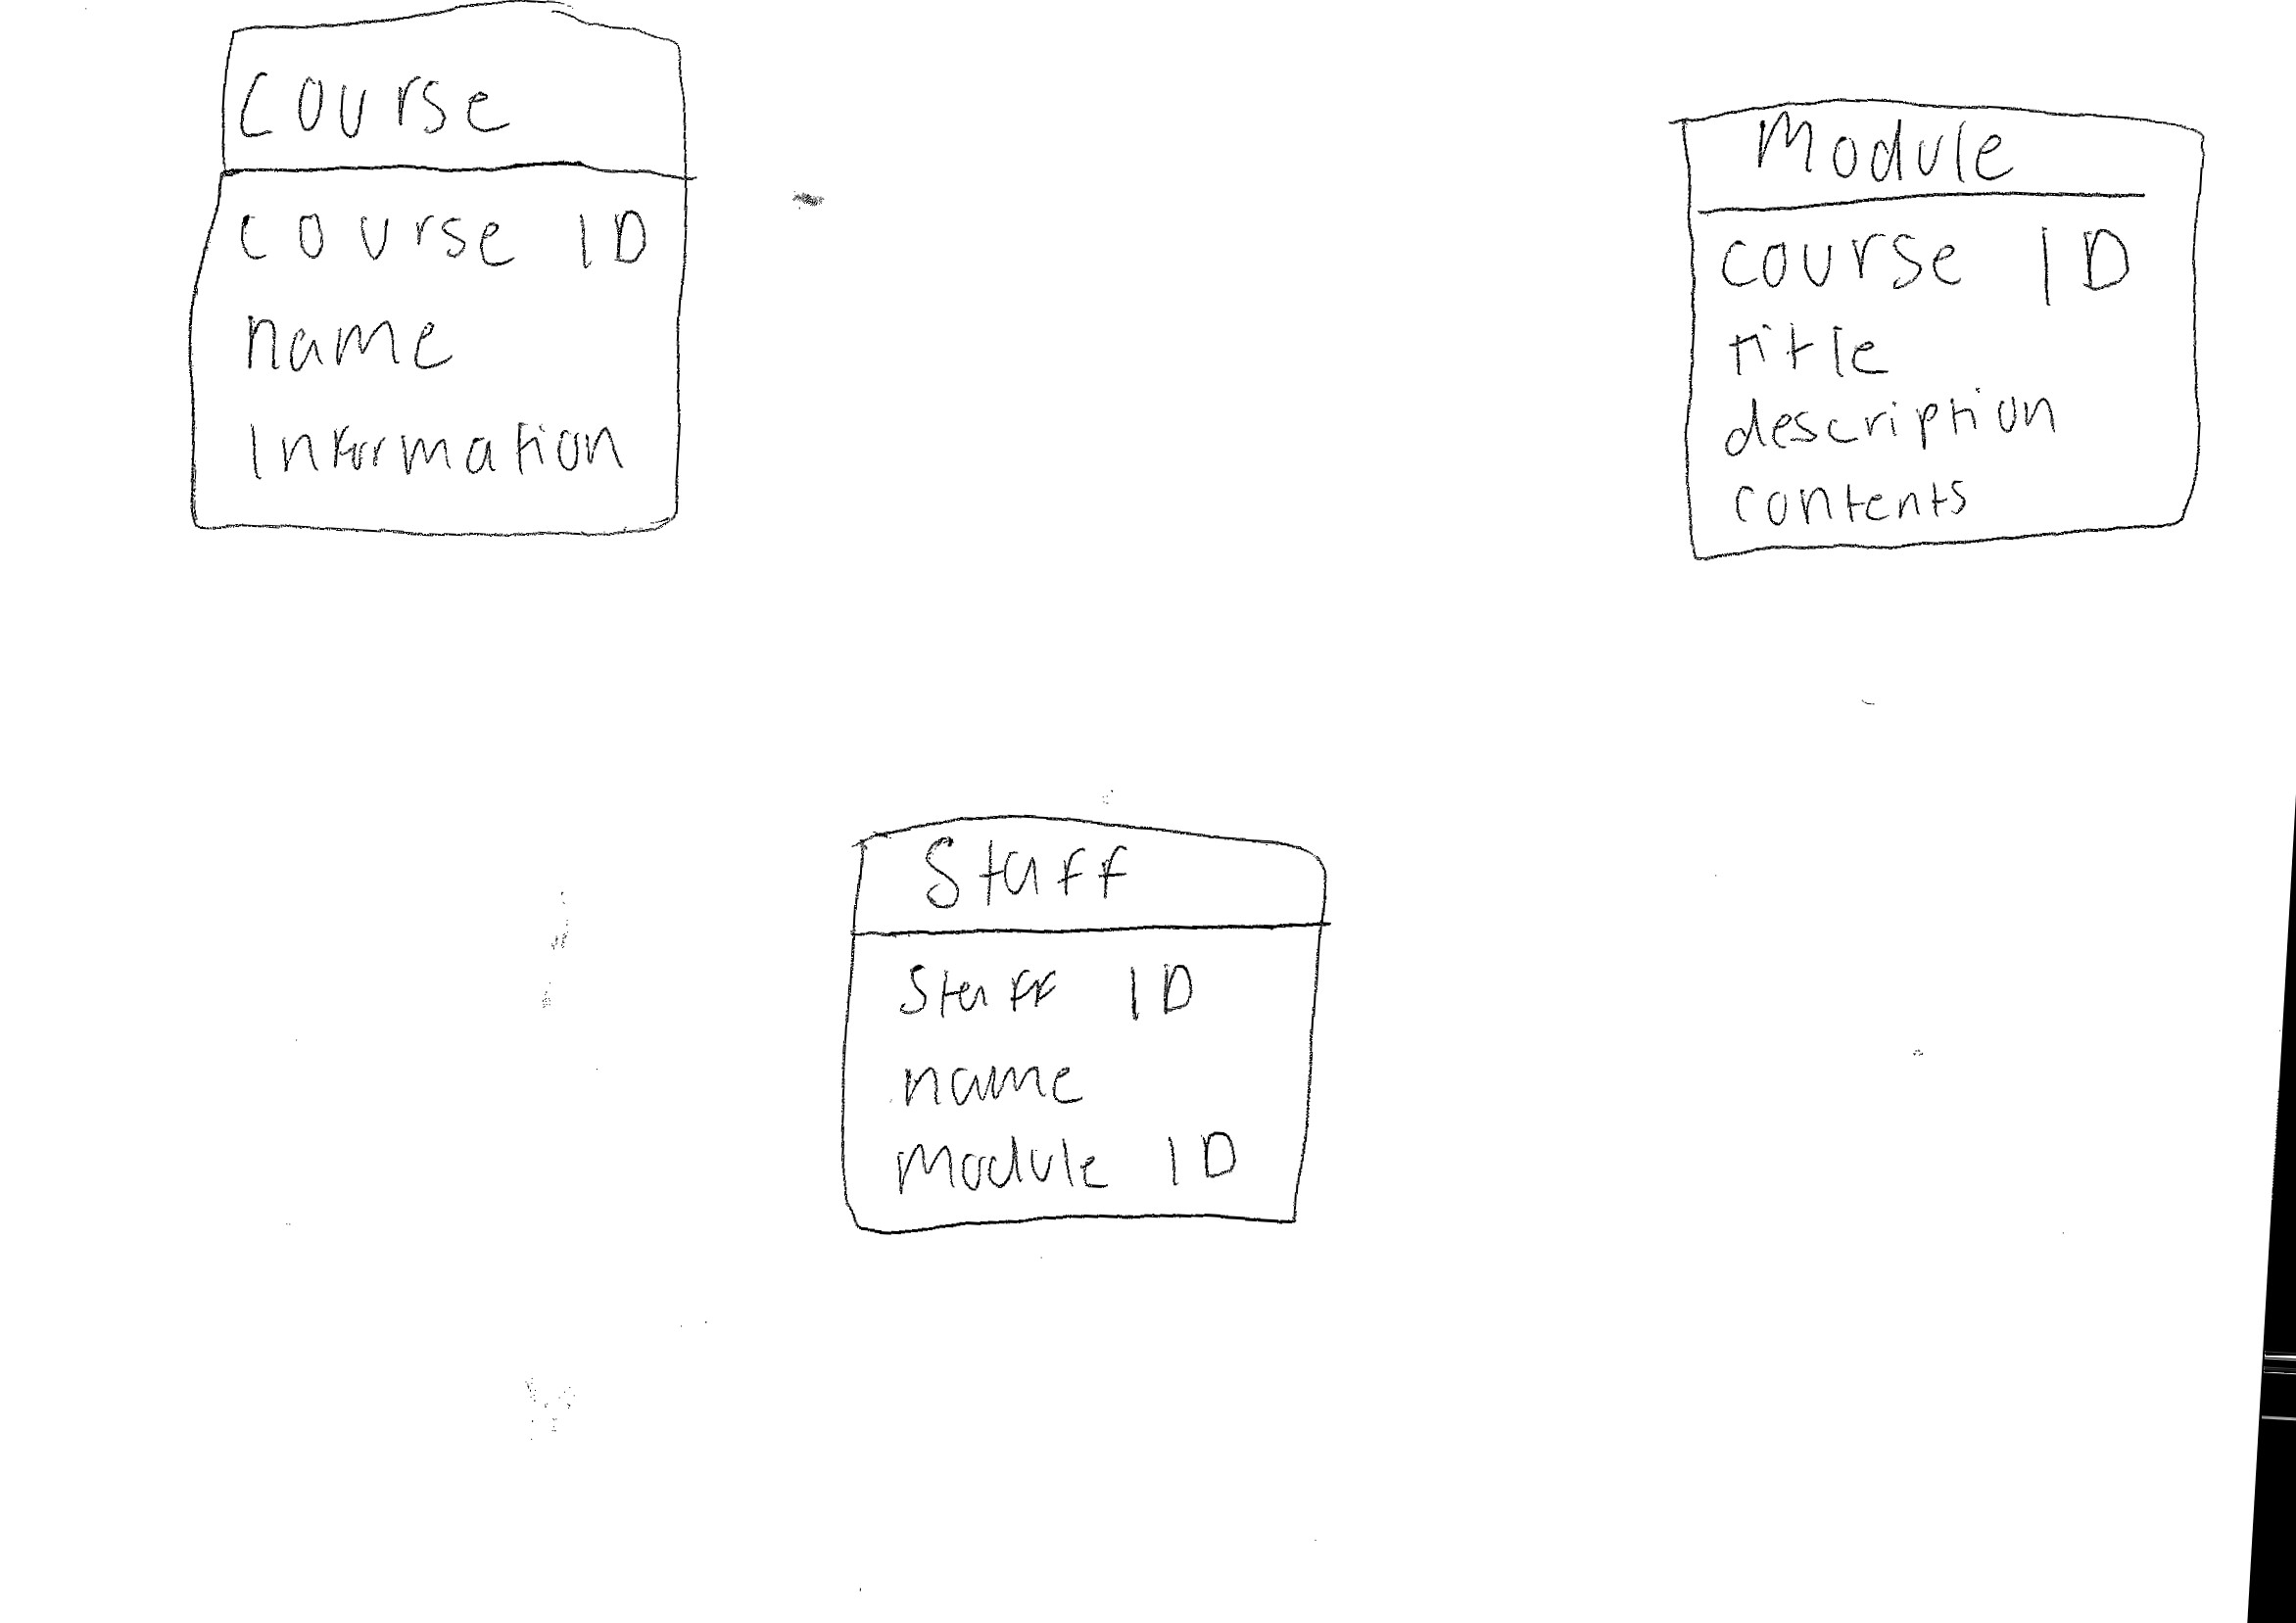 Course
Course ID
name
Information
Module
Course ID
Title
description
contents
Staff
Staff ID
name
Module ID